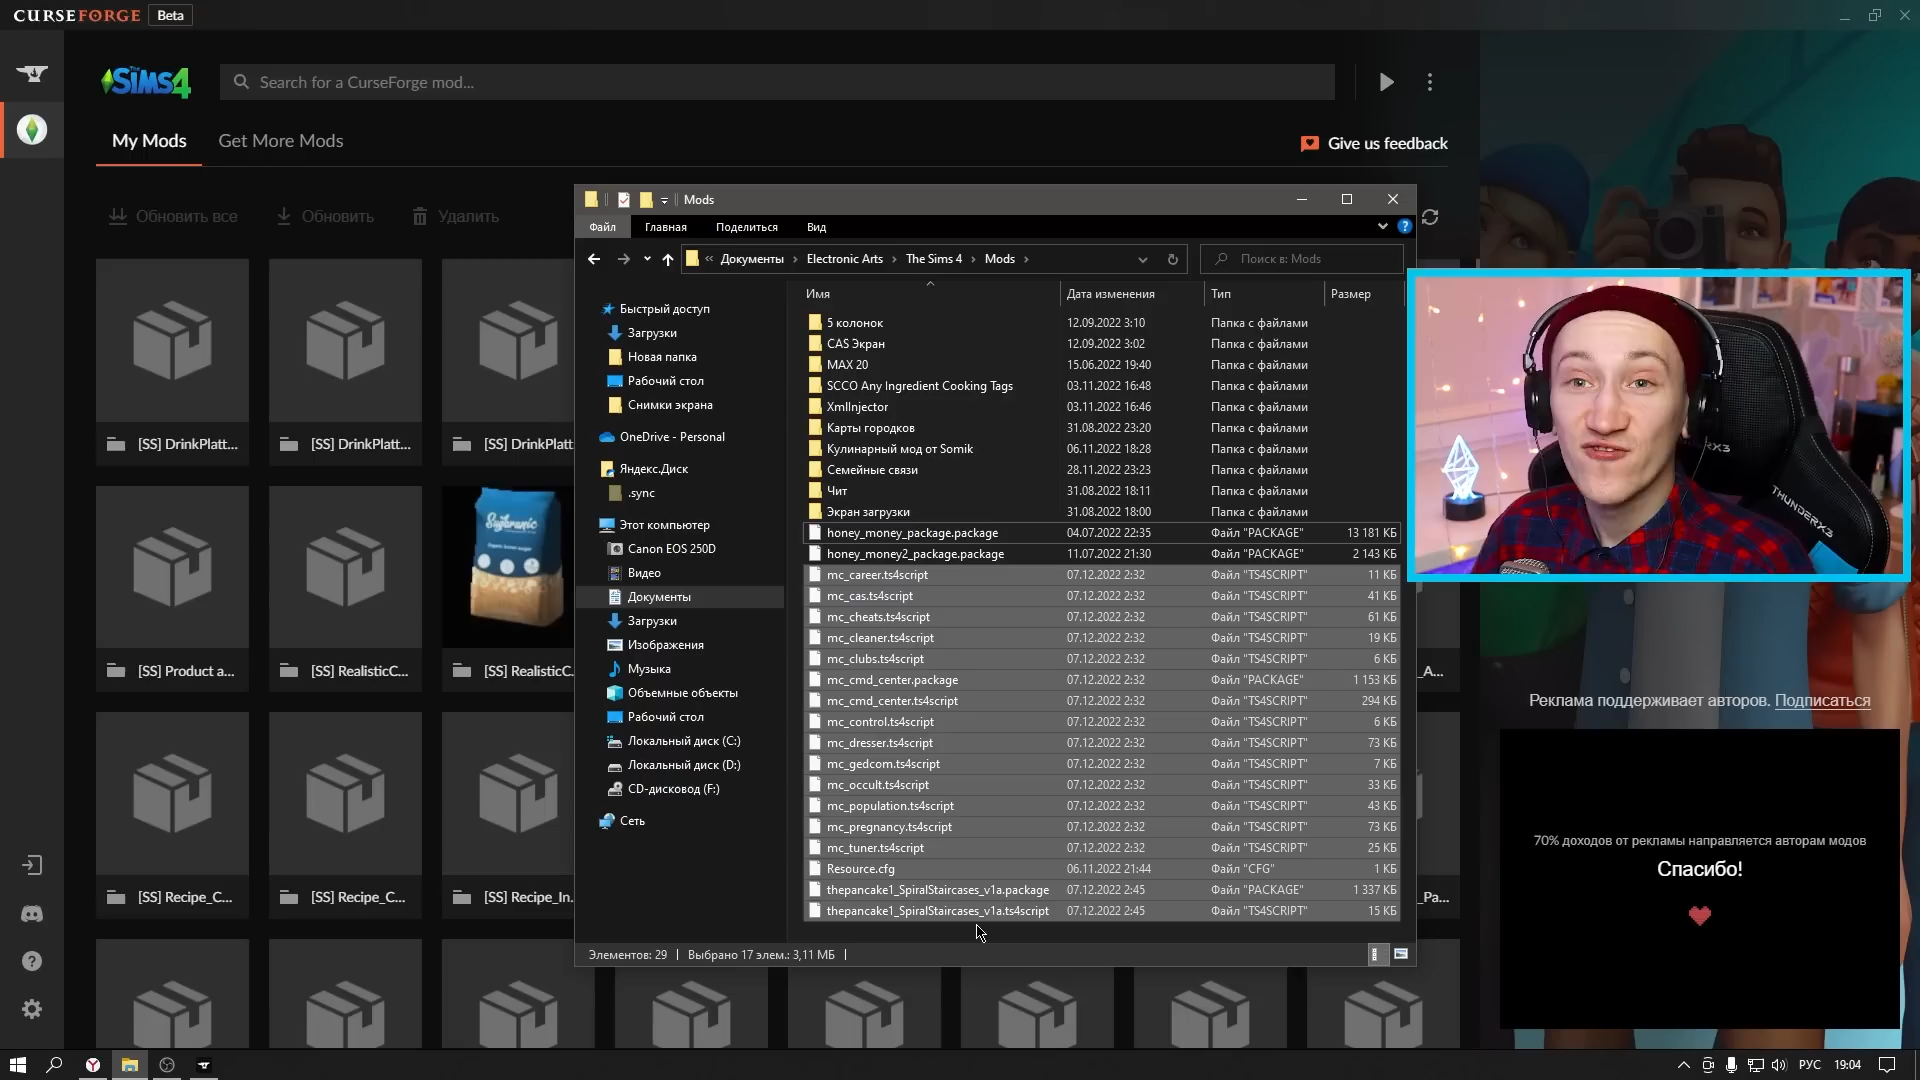 CURSEFORGE Beta
THE SIMS 4
Search for a CurseForge mod...
My Mods
Get More Mods
Give us feedback
Обновить все
Обновить
Удалить
[SS] DrinkPlatt...
[SS] DrinkPlatt...
[SS] DrinkPlatt
Sugaranic
[SS] Product a...
[SS] RealisticC...
[SS] RealisticC.
_A...
[SS] Recipe_C...
[SS] Recipe_C...
[SS] Recipe_In.
_Pa...
Mods
Файл
Главная
Поделиться
Вид
« Документы › Electronic Arts › The Sims 4 › Mods ›
Поиск в: Mods
Быстрый доступ
Загрузки
Новая папка
Рабочий стол
Снимки экрана
OneDrive - Personal
Яндекс.Диск
.sync
Этот компьютер
Canon EOS 250D
Видео
Документы
Загрузки
Изображения
Музыка
Объемные объекты
Рабочий стол
Локальный диск (C:)
Локальный диск (D:)
CD-дисковод (F:)
Сеть
Имя Дата изменения Тип Размер
5 колонок 12.09.2022 3:10 Папка с файлами
CAS Экран 12.09.2022 3:02 Папка с файлами
MAX 20 15.06.2022 19:40 Папка с файлами
SCCO Any Ingredient Cooking Tags 03.11.2022 16:48 Папка с файлами
XmlInjector 03.11.2022 16:46 Папка с файлами
Карты городков 31.08.2022 23:20 Папка с файлами
Кулинарный мод от Somik 06.11.2022 18:28 Папка с файлами
Семейные связи 28.11.2022 23:23 Папка с файлами
Чит 31.08.2022 18:11 Папка с файлами
Экран загрузки 31.08.2022 18:00 Папка с файлами
honey_money_package.package 04.07.2022 22:35 Файл "PACKAGE" 13 181 КБ
honey_money2_package.package 11.07.2022 21:30 Файл "PACKAGE" 2 143 КБ
mc_career.ts4script 07.12.2022 2:32 Файл "TS4SCRIPT" 11 КБ
mc_cas.ts4script 07.12.2022 2:32 Файл "TS4SCRIPT" 41 КБ
mc_cheats.ts4script 07.12.2022 2:32 Файл "TS4SCRIPT" 61 КБ
mc_cleaner.ts4script 07.12.2022 2:32 Файл "TS4SCRIPT" 19 КБ
mc_clubs.ts4script 07.12.2022 2:32 Файл "TS4SCRIPT" 6 КБ
mc_cmd_center.package 07.12.2022 2:32 Файл "PACKAGE" 1 153 КБ
mc_cmd_center.ts4script 07.12.2022 2:32 Файл "TS4SCRIPT" 294 КБ
mc_control.ts4script 07.12.2022 2:32 Файл "TS4SCRIPT" 6 КБ
mc_dresser.ts4script 07.12.2022 2:32 Файл "TS4SCRIPT" 73 КБ
mc_gedcom.ts4script 07.12.2022 2:32 Файл "TS4SCRIPT" 7 КБ
mc_occult.ts4script 07.12.2022 2:32 Файл "TS4SCRIPT" 33 КБ
mc_population.ts4script 07.12.2022 2:32 Файл "TS4SCRIPT" 43 КБ
mc_pregnancy.ts4script 07.12.2022 2:32 Файл "TS4SCRIPT" 73 КБ
mc_tuner.ts4script 07.12.2022 2:32 Файл "TS4SCRIPT" 25 КБ
Resource.cfg 06.11.2022 21:44 Файл "CFG" 1 КБ
thepancake1_SpiralStaircases_v1a.package 07.12.2022 2:45 Файл "PACKAGE" 1 337 КБ
thepancake1_SpiralStaircases_v1a.ts4script 07.12.2022 2:45 Файл "TS4SCRIPT" 15 КБ
Элементов: 29 Выбрано 17 элем.: 3,11 МБ
THUNDERX3
Реклама поддерживает авторов. Подписаться
70% доходов от рекламы направляется авторам модов
Спасибо!
РУС 19:04